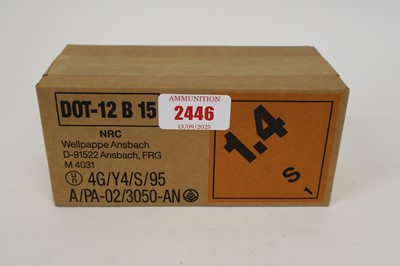 DOT-12 B 15
AMMUNITION
2446
13/09/2025
NRC
Wellpappe Ansbach
D-91522 Ansbach, FRG
M 4031
u n 4G/Y4/S/95
A/PA-02/3050-AN
1.4
S
1